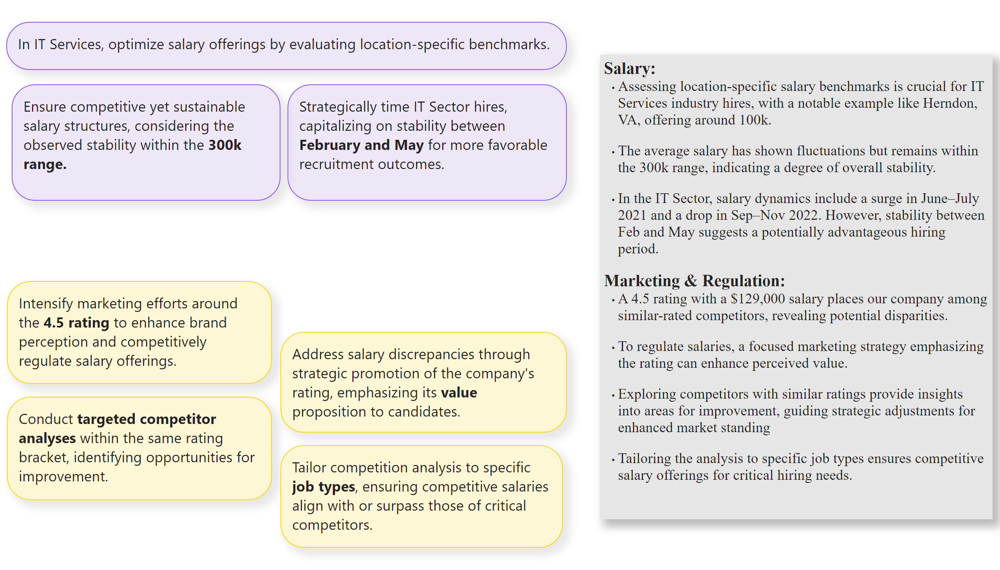 In IT Services, optimize salary offerings by evaluating location-specific benchmarks.
Ensure competitive yet sustainable
salary structures, considering the
observed stability within the 300k
range.
Strategically time IT Sector hires,
capitalizing on stability between
February and May for more favorable
recruitment outcomes.
Intensify marketing efforts around
the 4.5 rating to enhance brand
perception and competitively
regulate salary offerings.
Address salary discrepancies through
strategic promotion of the company's
rating, emphasizing its value
proposition to candidates.
Conduct targeted competitor
analyses within the same rating
bracket, identifying opportunities for
improvement.
Tailor competition analysis to specific
job types, ensuring competitive salaries
align with or surpass those of critical
competitors.
Salary:
• Assessing location-specific salary benchmarks is crucial for IT
Services industry hires, with a notable example like Herndon,
VA, offering around 100k.
• The average salary has shown fluctuations but remains within
the 300k range, indicating a degree of overall stability.
• In the IT Sector, salary dynamics include a surge in June–July
2021 and a drop in Sep–Nov 2022. However, stability between
Feb and May suggests a potentially advantageous hiring
period.
Marketing & Regulation:
• A 4.5 rating with a $129,000 salary places our company among
similar-rated competitors, revealing potential disparities.
• To regulate salaries, a focused marketing strategy emphasizing
the rating can enhance perceived value.
• Exploring competitors with similar ratings provide insights
into areas for improvement, guiding strategic adjustments for
enhanced market standing
• Tailoring the analysis to specific job types ensures competitive
salary offerings for critical hiring needs.